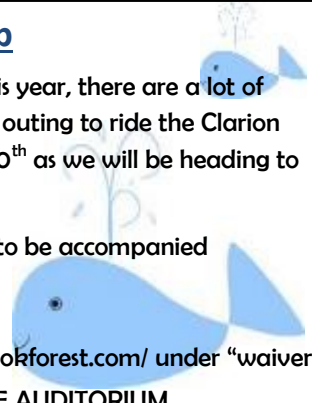 p
is year, there are a lot of
outing to ride the Clarion
0th as we will be heading to
to be accompanied
okforest.com/ under “waiver
E AUDITORIUM